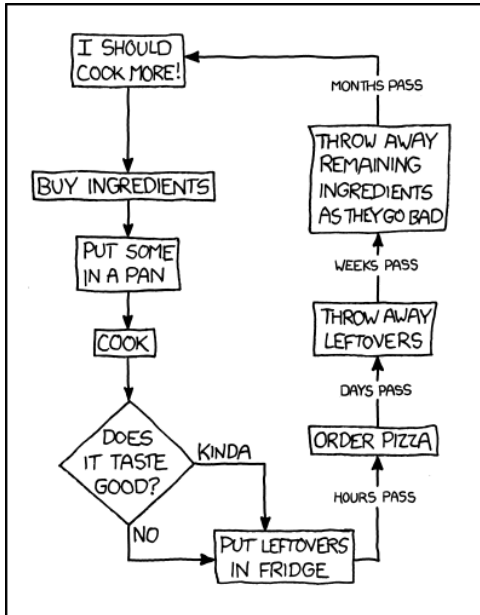 I SHOULD
COOK MORE!
BUY INGREDIENTS
PUT SOME
IN A PAN
COOK
DOES
IT TASTE
GOOD?
KINDA
NO
PUT LEFTOVERS
IN FRIDGE
HOURS PASS
ORDER PIZZA
DAYS PASS
THROW AWAY
LEFTOVERS
WEEKS PASS
THROW AWAY
REMAINING
INGREDIENTS
AS THEY GO BAD
MONTHS PASS